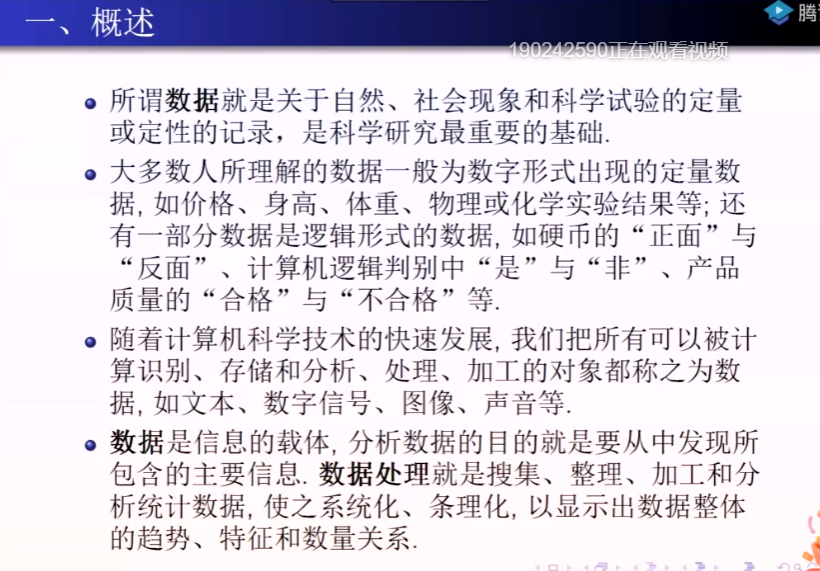 一、概述
腾
190242590正在观看视频
所谓数据就是关于自然、社会现象和科学试验的定量
或定性的记录，是科学研究最重要的基础.
大多数人所理解的数据一般为数字形式出现的定量数
据, 如价格、身高、体重、物理或化学实验结果等; 还
有一部分数据是逻辑形式的数据, 如硬币的“正面”与
“反面”、计算机逻辑判别中“是”与“非”、产品
质量的“合格”与“不合格”等.
随着计算机科学技术的快速发展, 我们把所有可以被计
算识别、存储和分析、处理、加工的对象都称之为数
据, 如文本、数字信号、图像、声音等.
数据是信息的载体, 分析数据的目的就是要从中发现所
包含的主要信息. 数据处理就是搜集、整理、加工和分
析统计数据, 使之系统化、条理化, 以显示出数据整体
的趋势、特征和数量关系.